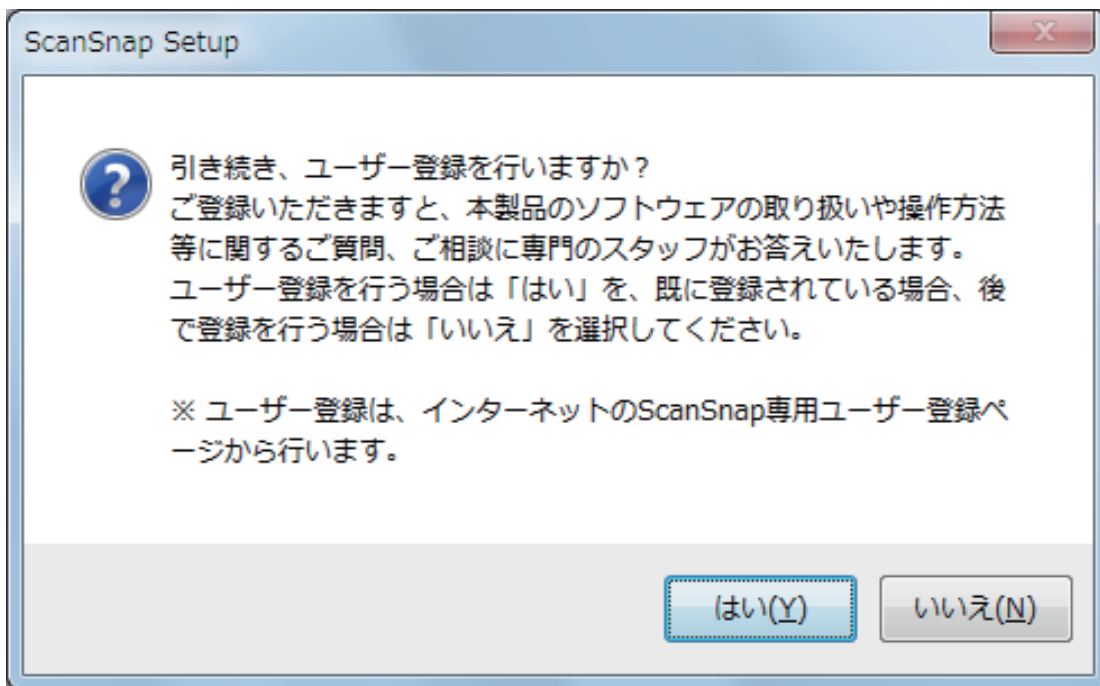 ScanSnap Setup
引き続き、ユーザー登録を行いますか？
ご登録いただきますと、本製品のソフトウェアの取り扱いや操作方法
等に関するご質問、ご相談に専門のスタッフがお答えいたします。
ユーザー登録を行う場合は「はい」を、既に登録されている場合、後
で登録を行う場合は「いいえ」を選択してください。
※ ユーザー登録は、インターネットのScanSnap専用ユーザー登録ペ
ージから行います。
はい(Y)
いいえ(N)